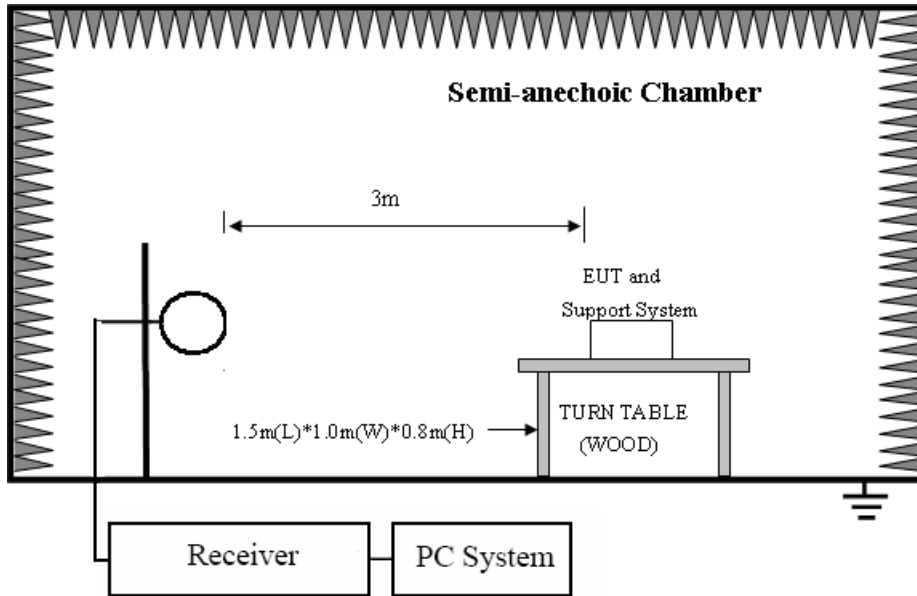 Semi-anechoic Chamber
3m
EUT and
Support System
1.5m(L)*1.0m(W)*0.8m(H)
TURN TABLE
(WOOD)
Receiver
PC System